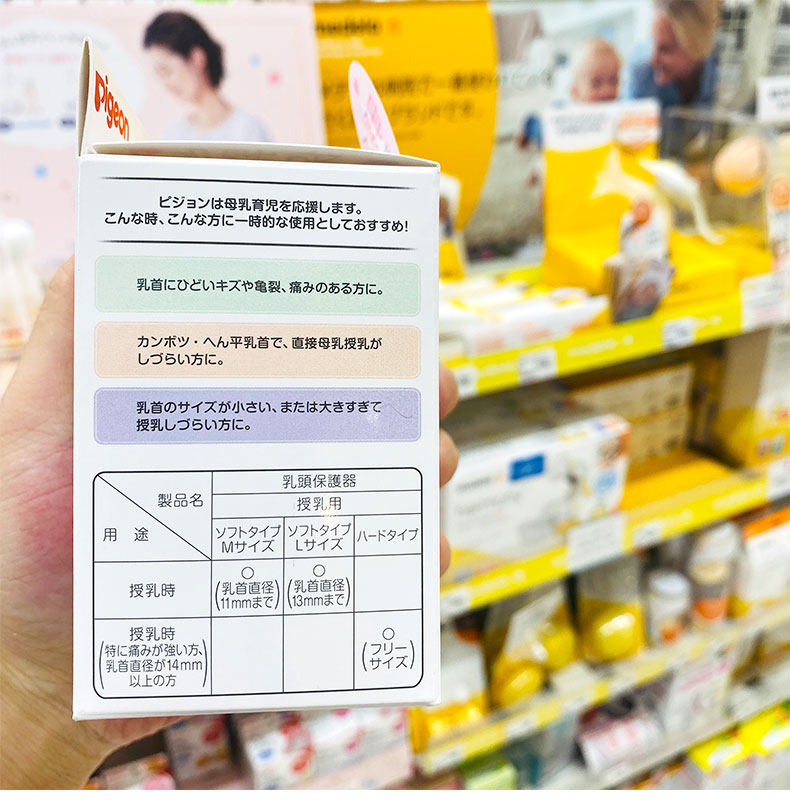 pigeon
ピジョンは母乳育児を応援します。
こんな時、こんな方に一時的な使用としておすすめ!
乳首にひどいキズや亀裂、痛みのある方に。
カンボツ・へん平乳首で、直接母乳授乳が
しづらい方に。
乳首のサイズが小さい、または大きすぎて
授乳しづらい方に。
製品名
用途
乳頭保護器
授乳用
ソフトタイプ
Mサイズ
ソフトタイプ
Lサイズ
ハードタイプ
授乳時
○
(乳首直径
11mmまで)
○
(乳首直径
13mmまで)
授乳時
(特に痛みが強い方、
乳首直径が14mm
以上の方)
○
(フリー
サイズ)